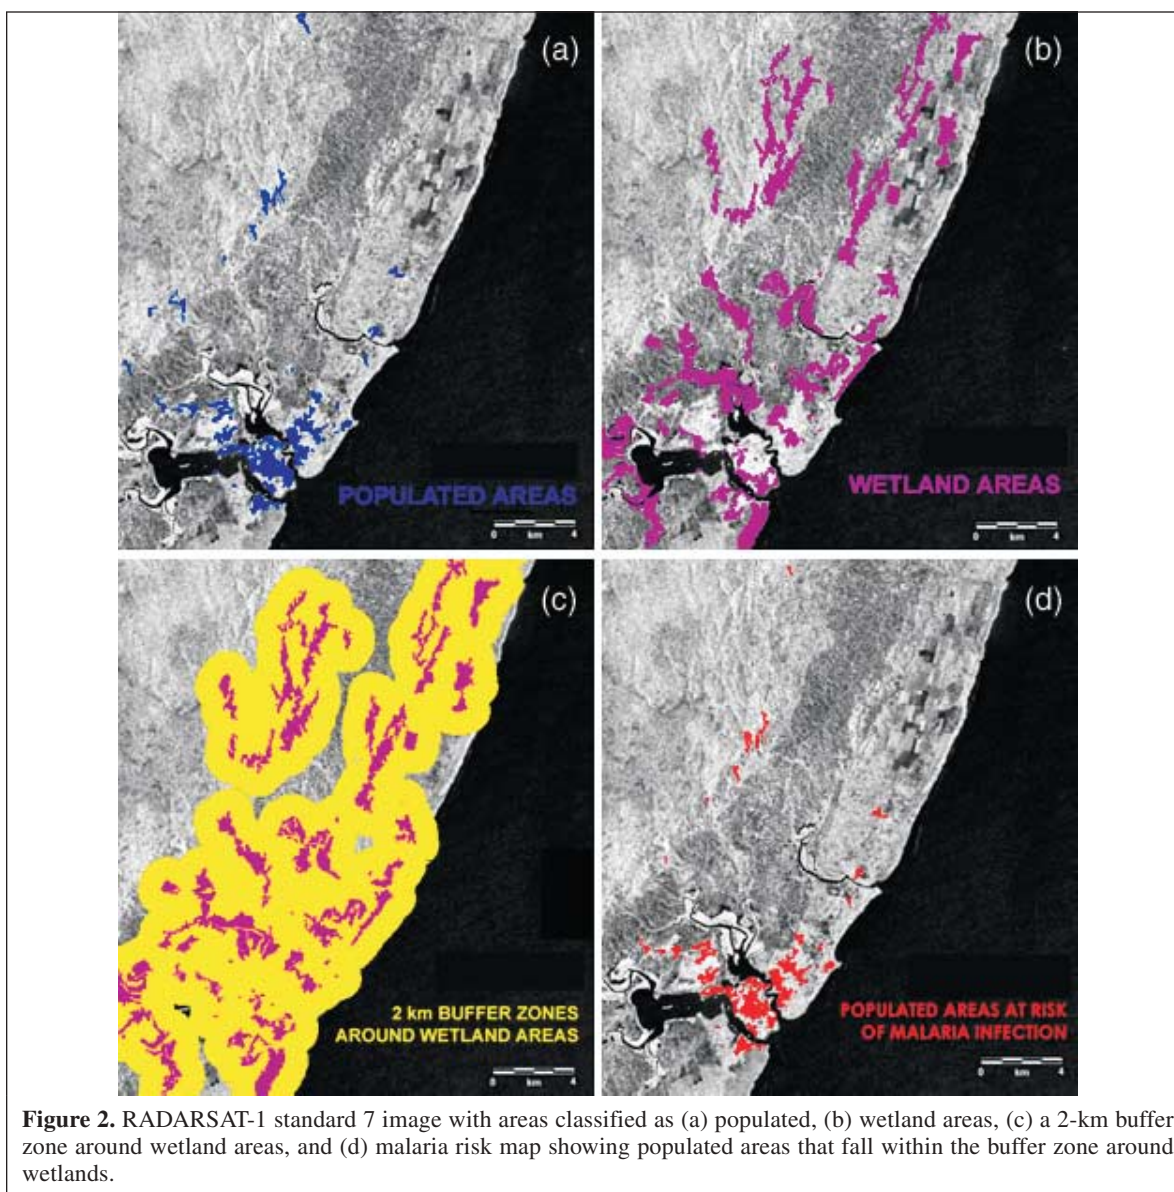 (a)
POPULATED AREAS
0 km 4
(b)
WETLAND AREAS
0 km 4
(c)
2 km BUFFER ZONES
AROUND WETLAND AREAS
0 km 4
(d)
POPULATED AREAS AT RISK
OF MALARIA INFECTION
0 km 4
Figure 2. RADARSAT-1 standard 7 image with areas classified as (a) populated, (b) wetland areas, (c) a 2-km buffer
zone around wetland areas, and (d) malaria risk map showing populated areas that fall within the buffer zone around
wetlands.